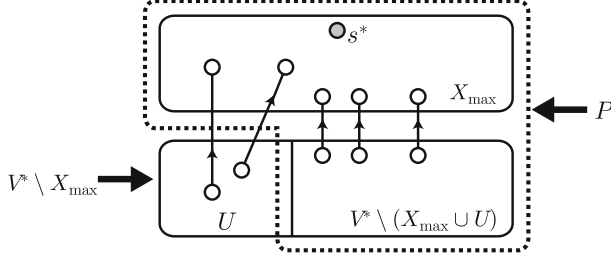 s*
X_max
P
V* \ X_max
U
V* \ (X_max ∪ U)